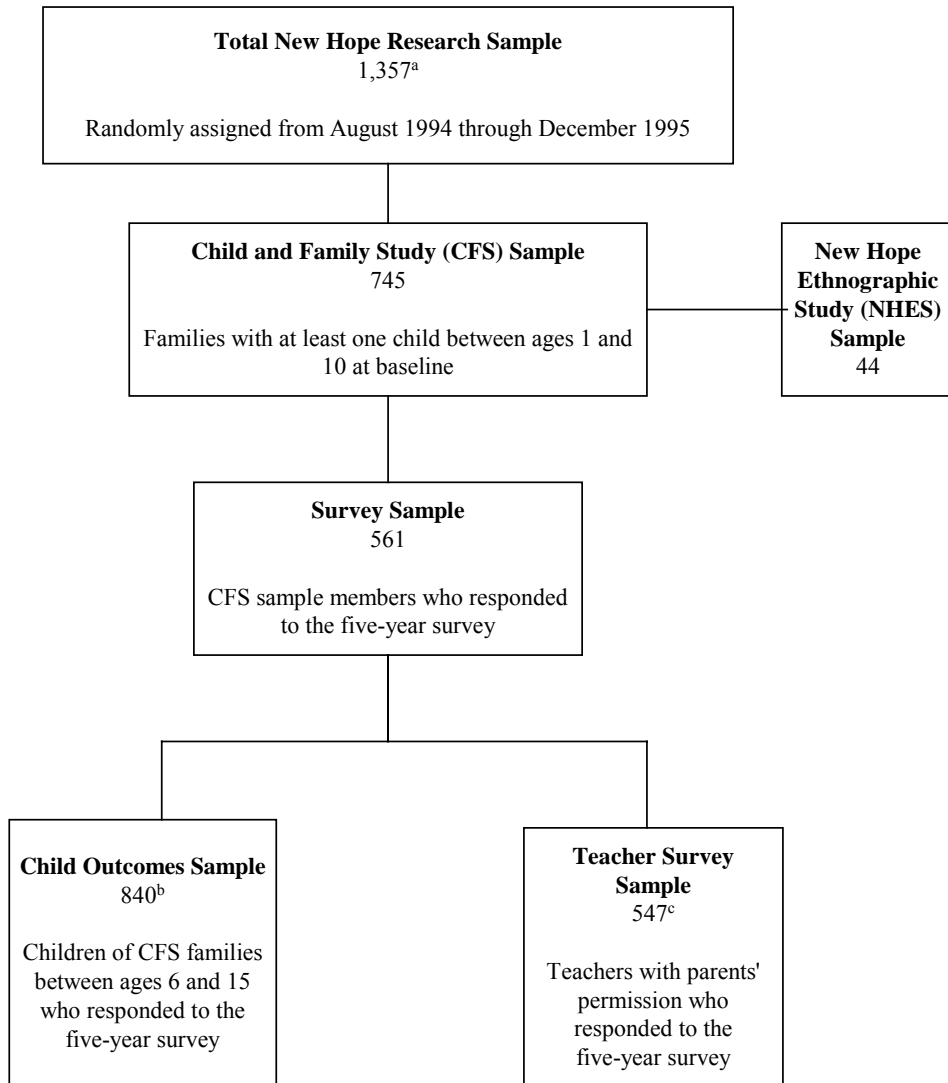 Total New Hope Research Sample
1,357ᵃ
Randomly assigned from August 1994 through December 1995
Child and Family Study (CFS) Sample
745
Families with at least one child between ages 1 and
10 at baseline
New Hope
Ethnographic
Study (NHES)
Sample
44
Survey Sample
561
CFS sample members who responded
to the five-year survey
Child Outcomes Sample
840ᵇ
Children of CFS families
between ages 6 and 15
who responded to the
five-year survey
Teacher Survey
Sample
547ᶜ
Teachers with parents'
permission who
responded to the
five-year survey